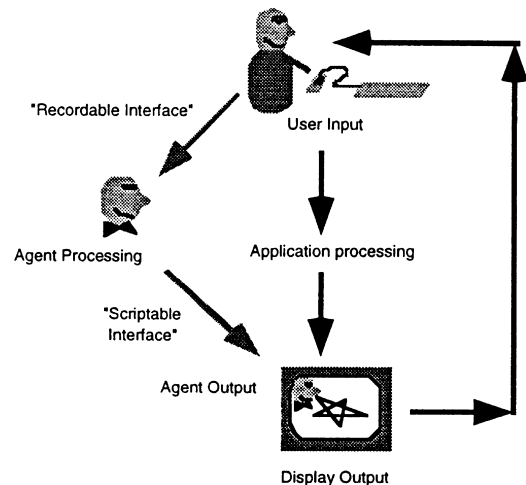 "Recordable Interface"
User Input
Agent Processing
Application processing
"Scriptable
Interface"
Agent Output
Display Output